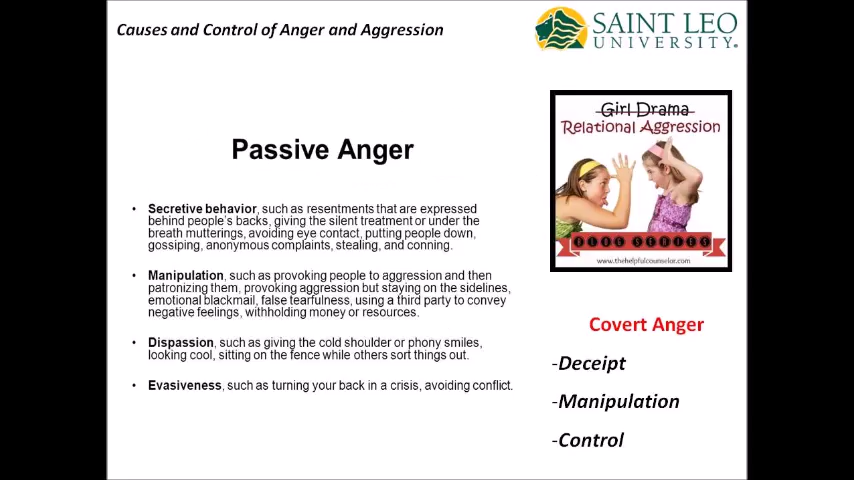 Causes and Control of Anger and Aggression
SAINT LEO
UNIVERSITY.
Passive Anger
• Secretive behavior, such as resentments that are expressed
behind people's backs, giving the silent treatment or under the
breath mutterings, avoiding eye contact, putting people down,
gossiping, anonymous complaints, stealing, and conning.
• Manipulation, such as provoking people to aggression and then
patronizing them, provoking aggression but staying on the sidelines,
emotional blackmail, false tearfulness, using a third party to convey
negative feelings, withholding money or resources.
• Dispassion, such as giving the cold shoulder or phony smiles,
looking cool, sitting on the fence while others sort things out.
• Evasiveness, such as turning your back in a crisis, avoiding conflict.
Girl Drama
Relational Aggression
BLOG SERIES
www.thehelpfulcounselor.com
Covert Anger
-Deceipt
-Manipulation
-Control